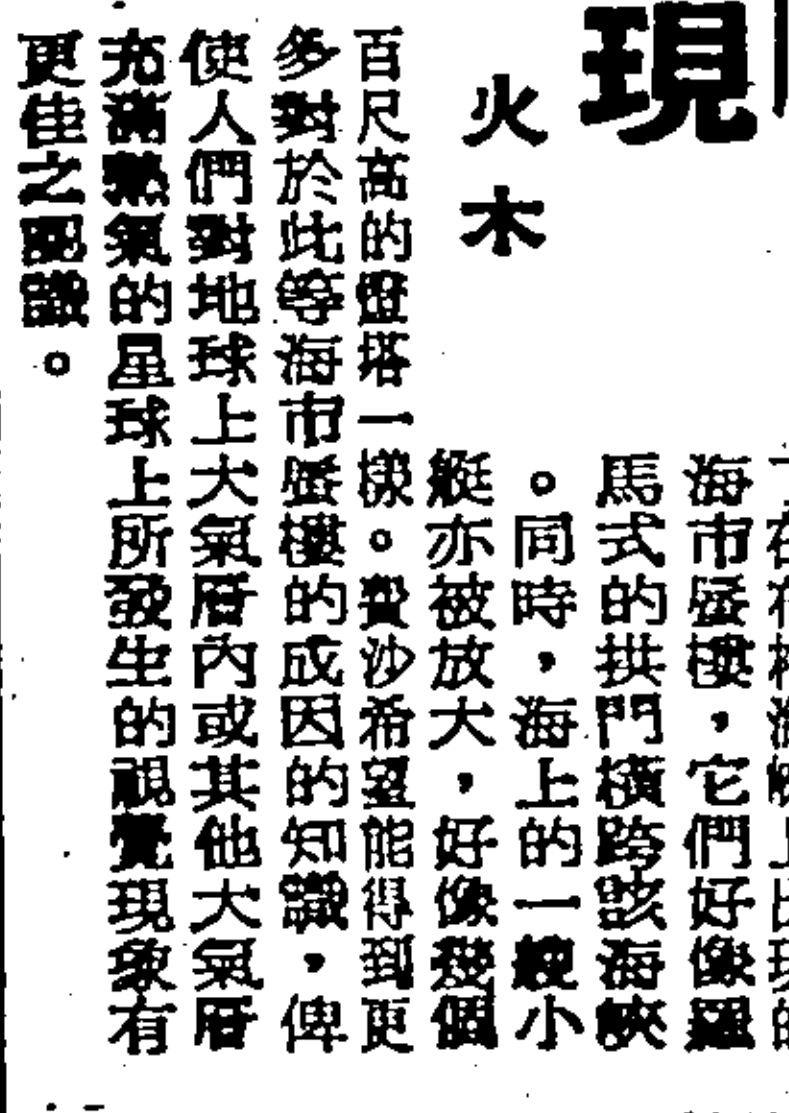 現
火木
海市蜃樓，它們好像羅
馬式的拱門橫跨該海峽
。同時，海上的一艘小
艇亦被放大，好像幾個
百尺高的燈塔一樣。費沙希望能得到更
多對於此等海市蜃樓的成因的知識，俾
使人們對地球上大氣層內或其他大氣層
充滿熱氣的星球上所發生的視覺現象有
更佳之認識。